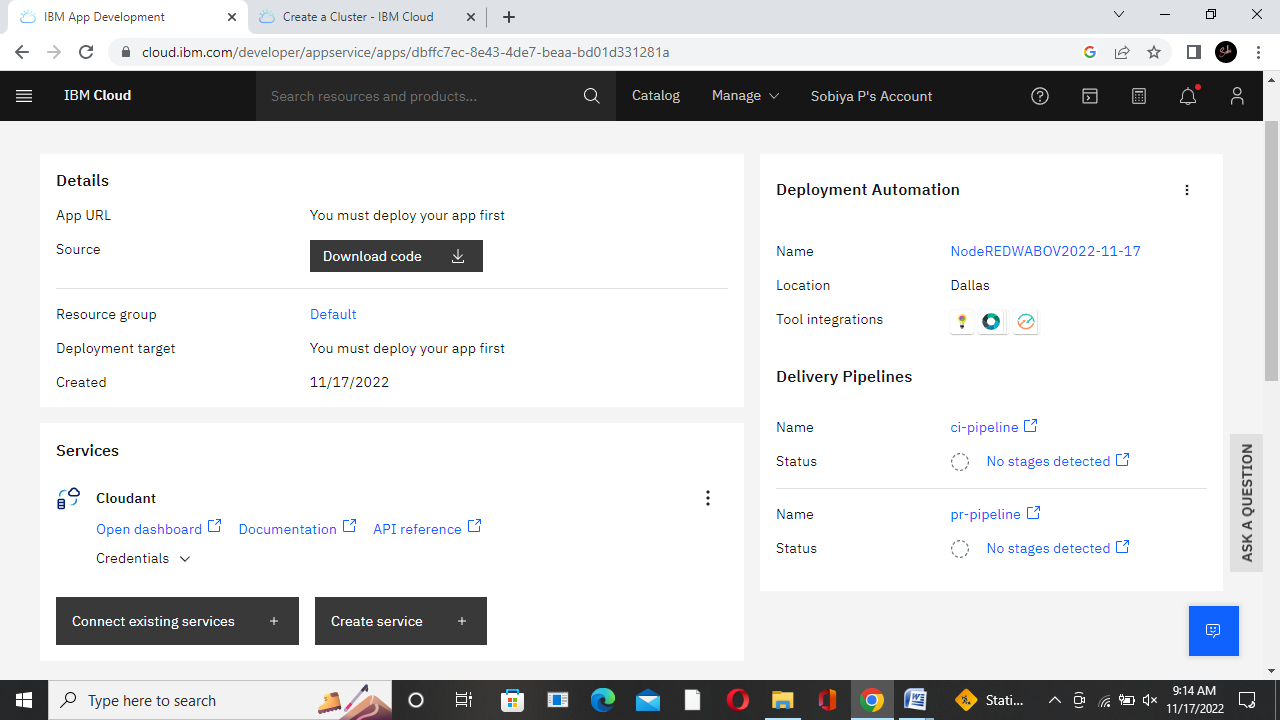 IBM App Development
Create a Cluster - IBM Cloud
cloud.ibm.com/developer/appservice/apps/dbffc7ec-8e43-4de7-beaa-bd01d331281a
IBM Cloud
Search resources and products...
Catalog
Manage
Sobiya P's Account
Details
App URL
You must deploy your app first
Source
Download code
Resource group
Default
Deployment target
You must deploy your app first
Created
11/17/2022
Services
Cloudant
Open dashboard
Documentation
API reference
Credentials
Connect existing services +
Create service +
Deployment Automation
Name
NodeREDWABOV2022-11-17
Location
Dallas
Tool integrations
Delivery Pipelines
Name
ci-pipeline
Status
No stages detected
Name
pr-pipeline
Status
No stages detected
ASK A QUESTION
Type here to search
Stati...
9:14 AM
11/17/2022